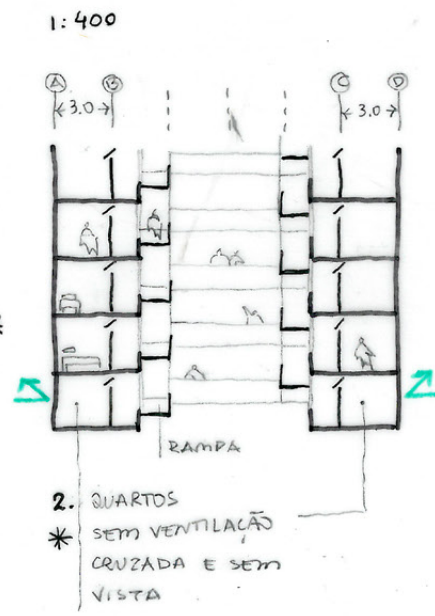 1:400
A B C D
3.0 3.0
RAMPA
2. QUARTOS
* SEM VENTILAÇÃO
CRUZADA E SEM
VISTA